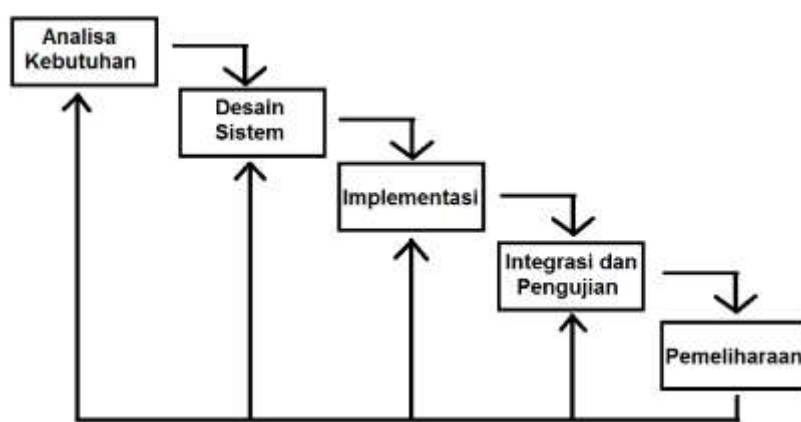 Analisa
Kebutuhan
Desain
Sistem
Implementasi
Integrasi dan
Pengujian
Pemeliharaan